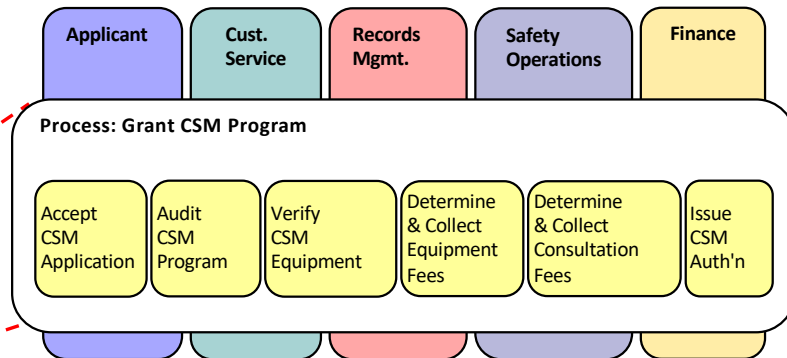 Applicant
Cust.
Service
Records
Mgmt.
Safety
Operations
Finance
Process: Grant CSM Program
Accept
CSM
Application
Audit
CSM
Program
Verify
CSM
Equipment
Determine
& Collect
Equipment
Fees
Determine
& Collect
Consultation
Fees
Issue
CSM
Auth'n